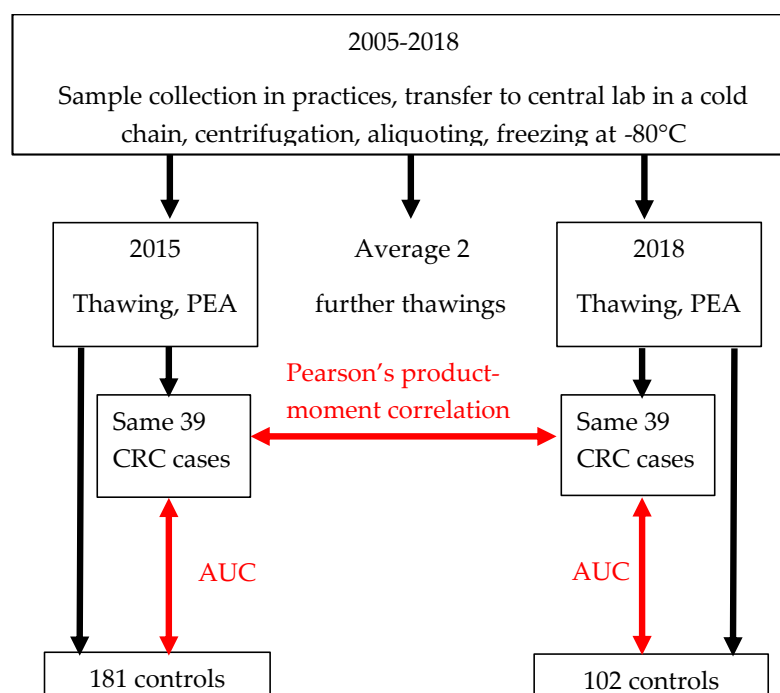 2005-2018
Sample collection in practices, transfer to central lab in a cold
chain, centrifugation, aliquoting, freezing at -80°C
2015
Thawing, PEA
Average 2
further thawings
2018
Thawing, PEA
Pearson’s product-
moment correlation
Same 39
CRC cases
Same 39
CRC cases
AUC
AUC
181 controls
102 controls